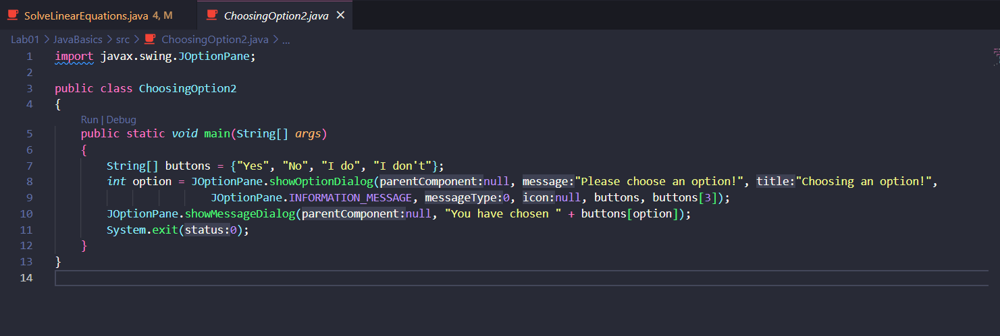 SolveLinearEquations.java 4, M
ChoosingOption2.java ×
Lab01 > JavaBasics > src > ChoosingOption2.java > ...
1 import javax.swing.JOptionPane;
2
3 public class ChoosingOption2
4 {
Run | Debug
5 public static void main(String[] args)
6 {
7 String[] buttons = {"Yes", "No", "I do", "I don't"};
8 int option = JOptionPane.showOptionDialog(parentComponent:null, message:"Please choose an option!", title:"Choosing an option!",
9 JOptionPane.INFORMATION_MESSAGE, messageType:0, icon:null, buttons, buttons[3]);
10 JOptionPane.showMessageDialog(parentComponent:null, "You have chosen " + buttons[option]);
11 System.exit(status:0);
12 }
13 }
14